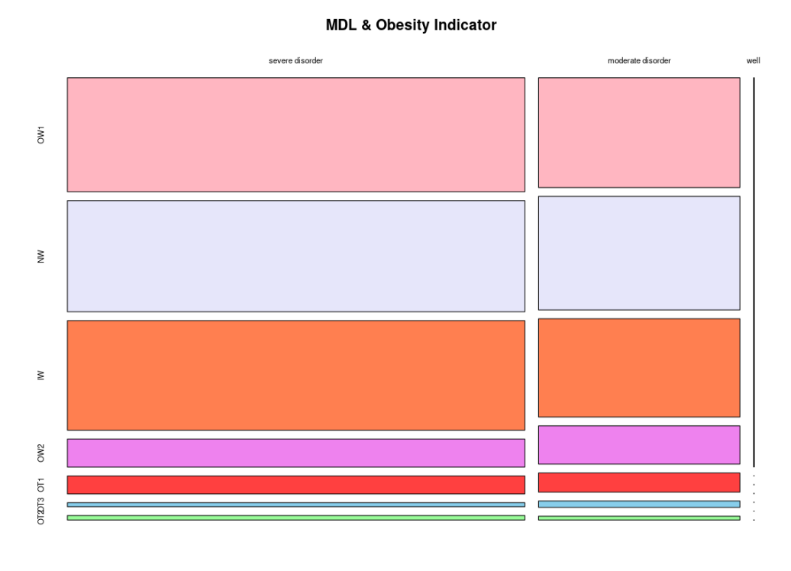 MDL & Obesity Indicator
severe disorder
moderate disorder
well
OW1
NW
IW
OW2
OT1
OT3
OT2